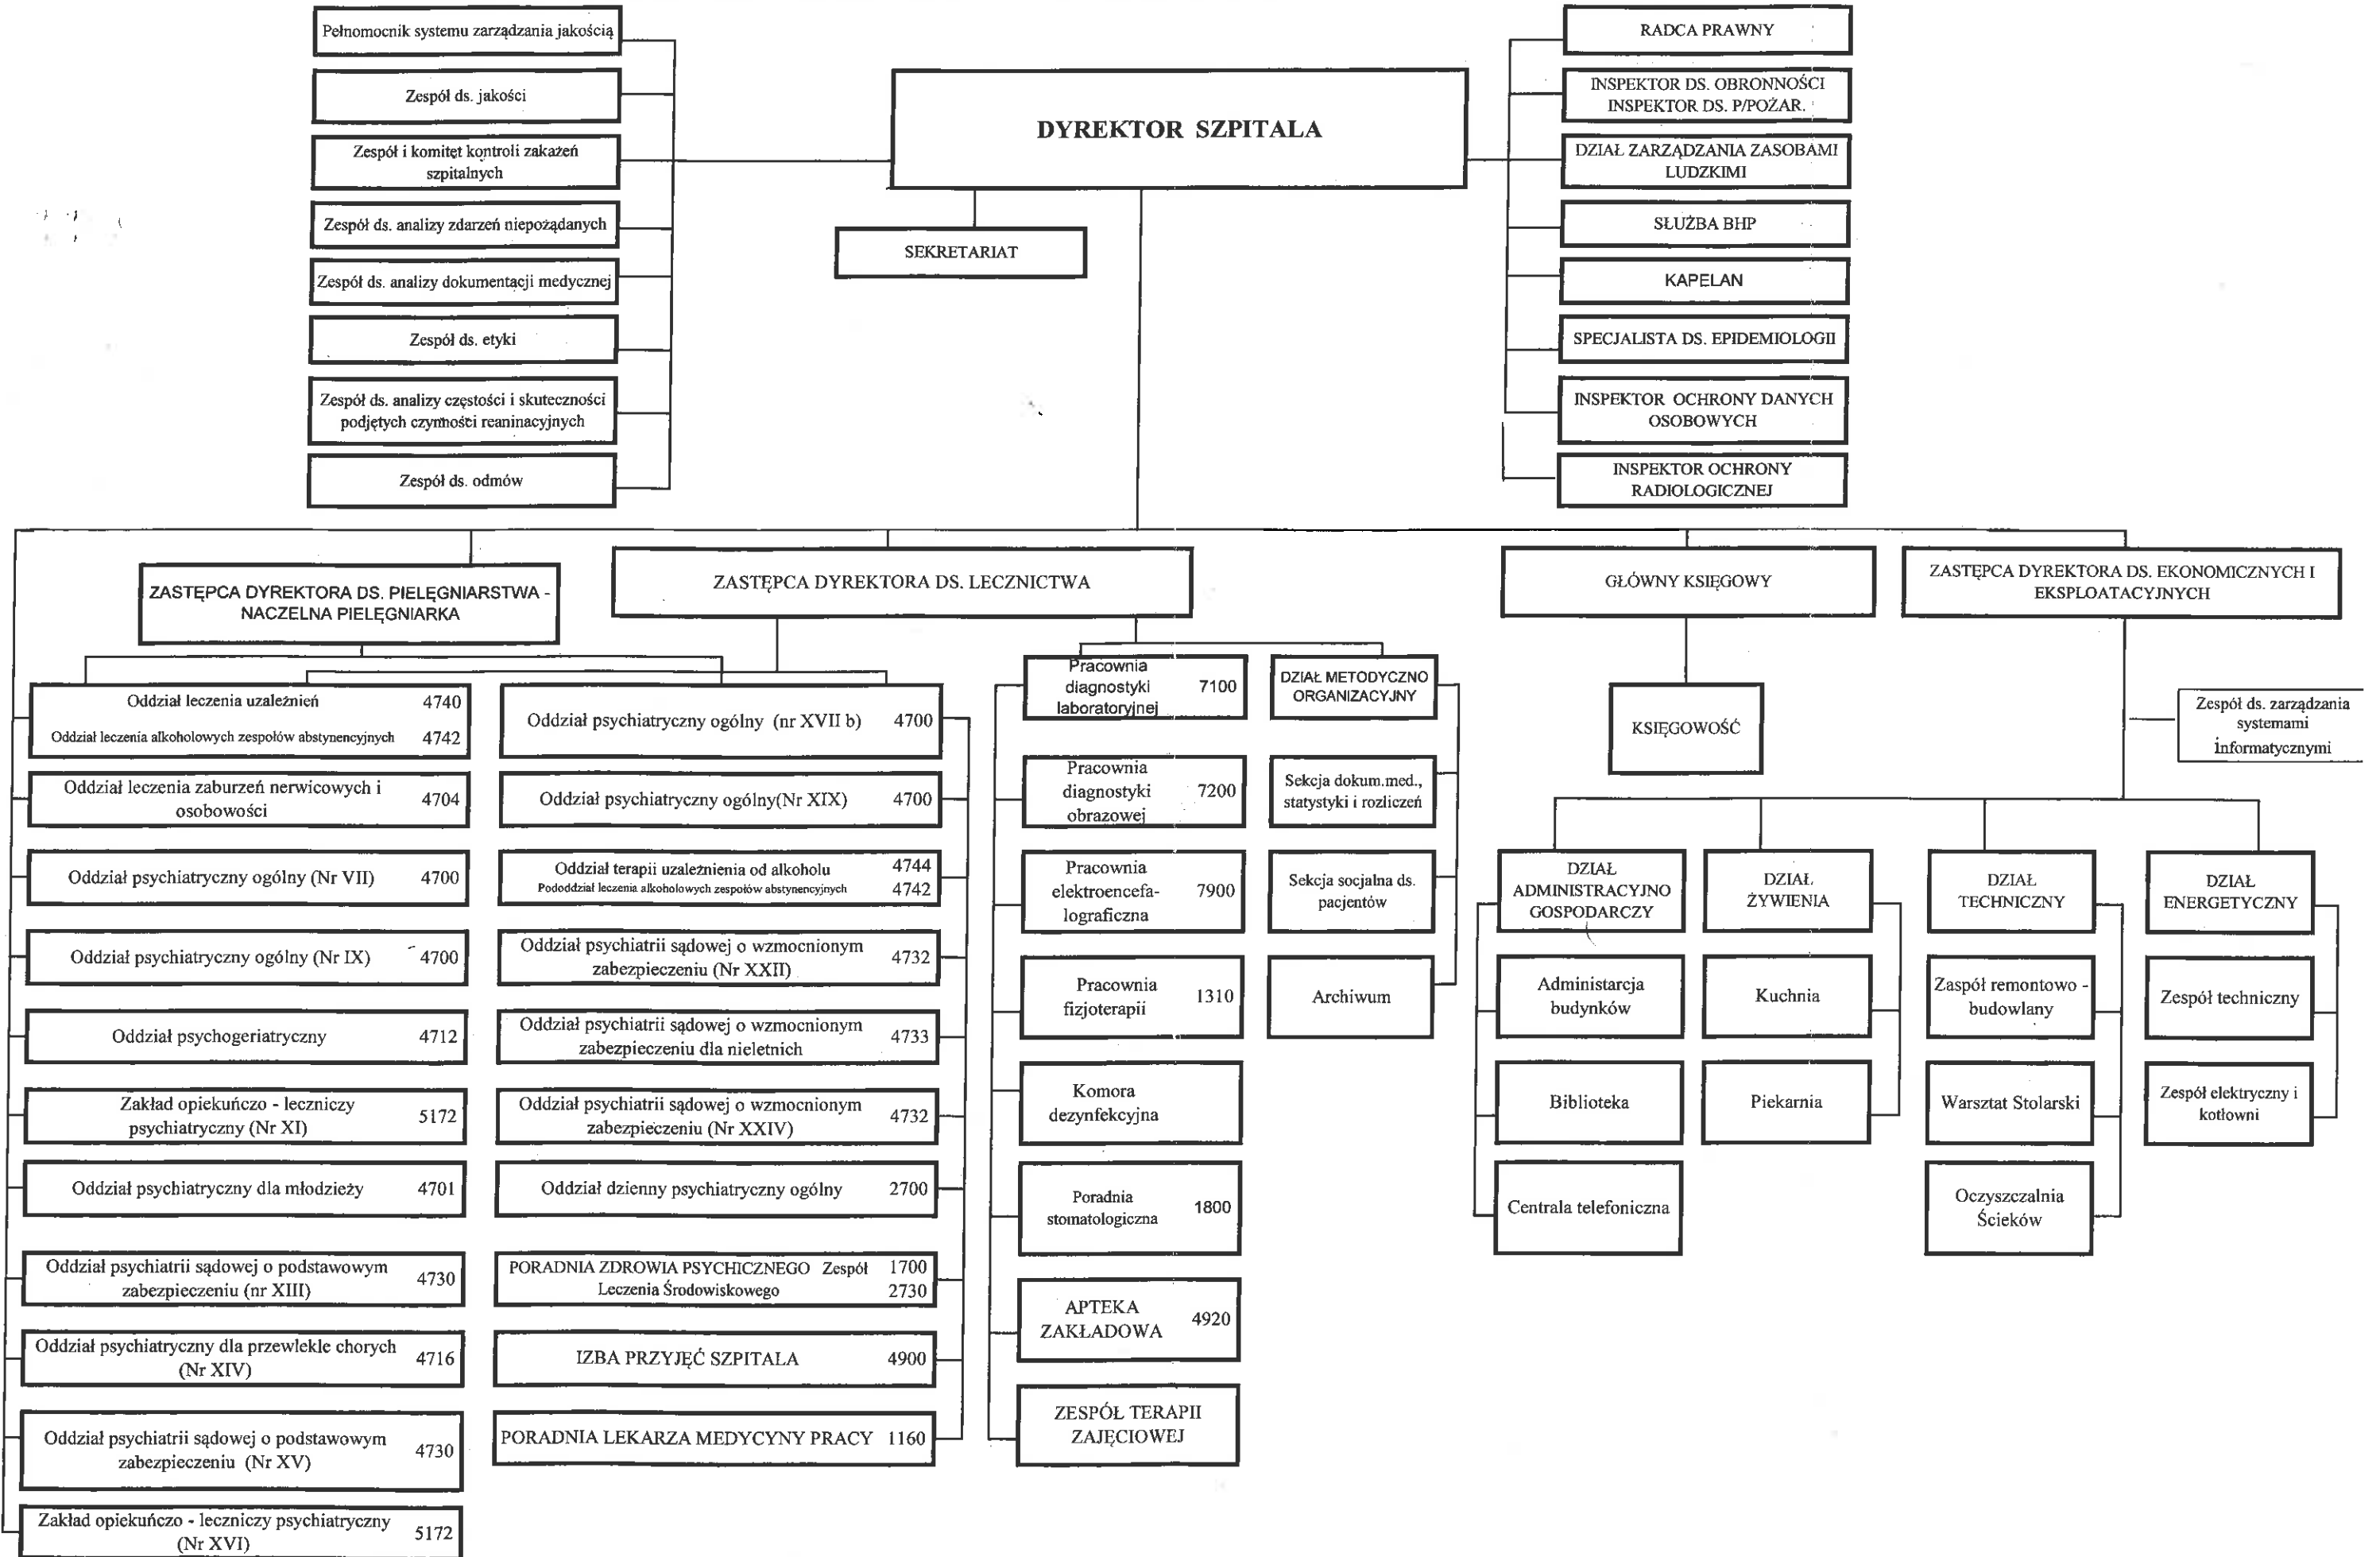 Pełnomocnik systemu zarządzania jakością
Zespół ds. jakości
Zespół i komitęt kontroli zakażeń
szpitalnych
Zespół ds. analizy zdarzeń niepożądanych
Zespół ds. analizy dokumentacji medycznej
Zespół ds. etyki
Zespół ds. analizy częstości i skuteczności
podjętych czynności reaninacyjnych
Zespół ds. odmów
DYREKTOR SZPITALA
SEKRETARIAT
RADCA PRAWNY
INSPEKTOR DS. OBRONNOŚCI
INSPEKTOR DS. P/POŻAR.
DZIAŁ ZARZĄDZANIA ZASOBAMI
LUDZKIMI
SŁUŻBA BHP
KAPELAN
SPECJALISTA DS. EPIDEMIOLOGII
INSPEKTOR OCHRONY DANYCH
OSOBOWYCH
INSPEKTOR OCHRONY
RADIOLOGICZNEJ
ZASTĘPCA DYREKTORA DS. PIELĘGNIARSTWA -
NACZELNA PIELĘGNIARKA
ZASTĘPCA DYREKTORA DS. LECZNICTWA
GŁÓWNY KSIĘGOWY
ZASTĘPCA DYREKTORA DS. EKONOMICZNYCH I
EKSPLOATACYJNYCH
Oddział leczenia uzależnień 4740
Oddział leczenia alkoholowych zespołów abstynencyjnych 4742
Oddział leczenia zaburzeń nerwicowych i
osobowości 4704
Oddział psychiatryczny ogólny (Nr VII) 4700
Oddział psychiatryczny ogólny (Nr IX) 4700
Oddział psychogeriatryczny 4712
Zakład opiekuńczo - leczniczy
psychiatryczny (Nr XI) 5172
Oddział psychiatryczny dla młodzieży 4701
Oddział psychiatrii sądowej o podstawowym
zabezpieczeniu (nr XIII) 4730
Oddział psychiatryczny dla przewlekle chorych
(Nr XIV) 4716
Oddział psychiatrii sądowej o podstawowym
zabezpieczeniu (Nr XV) 4730
Zakład opiekuńczo - leczniczy psychiatryczny
(Nr XVI) 5172
Oddział psychiatryczny ogólny (nr XVII b) 4700
Oddział psychiatryczny ogólny(Nr XIX) 4700
Oddział terapii uzależnienia od alkoholu 4744
Pododdział leczenia alkoholowych zespołów abstynencyjnych 4742
Oddział psychiatrii sądowej o wzmocnionym
zabezpieczeniu (Nr XXII) 4732
Oddział psychiatrii sądowej o wzmocnionym
zabezpieczeniu dla nieletnich 4733
Oddział psychiatrii sądowej o wzmocnionym
zabezpieczeniu (Nr XXIV) 4732
Oddział dzienny psychiatryczny ogólny 2700
PORADNIA ZDROWIA PSYCHICZNEGO Zespół 1700
Leczenia Środowiskowego 2730
IZBA PRZYJĘĆ SZPITALA 4900
PORADNIA LEKARZA MEDYCYNY PRACY 1160
Pracownia
diagnostyki 7100
laboratoryjnej
Pracownia
diagnostyki 7200
obrazowej
Pracownia
elektroencefa- 7900
lograficzna
Pracownia 1310
fizjoterapii
Komora
dezynfekcyjna
Poradnia 1800
stomatologiczna
APTEKA 4920
ZAKŁADOWA
ZESPÓŁ TERAPII
ZAJĘCIOWEJ
DZIAŁ METODYCZNO
ORGANIZACYJNY
Sekcja dokum.med.,
statystyki i rozliczeń
Sekcja socjalna ds.
pacjentów
Archiwum
KSIĘGOWOŚĆ
Zespół ds. zarządzania
systemami
informatycznymi
DZIAŁ
ADMINISTRACYJNO
GOSPODARCZY
Administarcja
budynków
Biblioteka
Centrala telefoniczna
DZIAŁ
ŻYWIENIA
Kuchnia
Piekarnia
DZIAŁ
TECHNICZNY
Zaspół remontowo -
budowlany
Warsztat Stolarski
Oczyszczalnia
Ścieków
DZIAŁ
ENERGETYCZNY
Zespół techniczny
Zespół elektryczny i
kotłowni